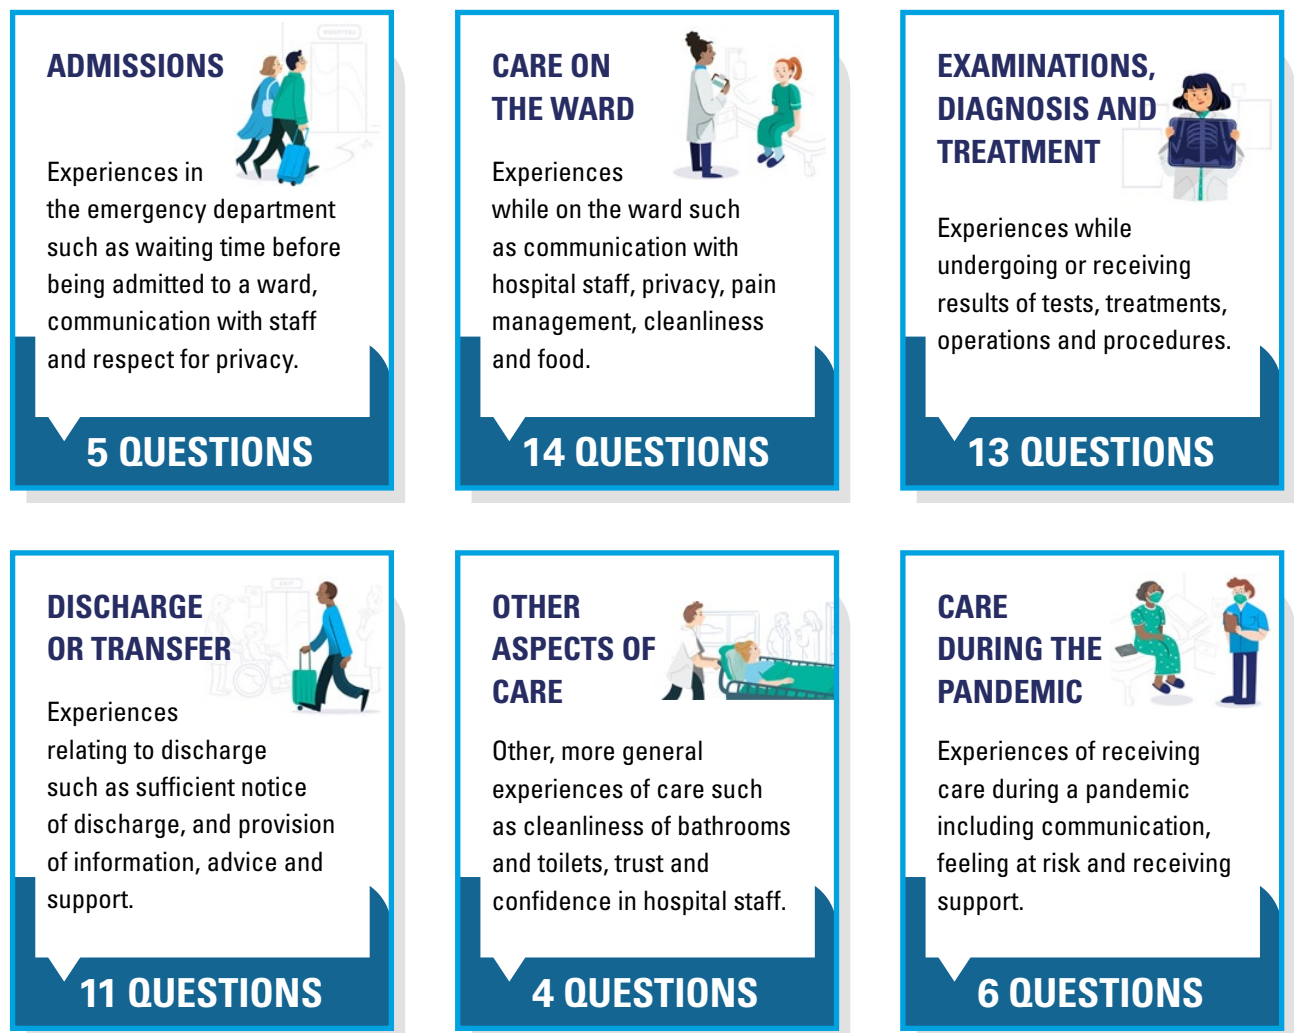 ADMISSIONS
Experiences in
the emergency department
such as waiting time before
being admitted to a ward,
communication with staff
and respect for privacy.
5 QUESTIONS
CARE ON
THE WARD
Experiences
while on the ward such
as communication with
hospital staff, privacy, pain
management, cleanliness
and food.
14 QUESTIONS
EXAMINATIONS,
DIAGNOSIS AND
TREATMENT
Experiences while
undergoing or receiving
results of tests, treatments,
operations and procedures.
13 QUESTIONS
DISCHARGE
OR TRANSFER
Experiences
relating to discharge
such as sufficient notice
of discharge, and provision
of information, advice and
support.
11 QUESTIONS
OTHER
ASPECTS OF
CARE
Other, more general
experiences of care such
as cleanliness of bathrooms
and toilets, trust and
confidence in hospital staff.
4 QUESTIONS
CARE
DURING THE
PANDEMIC
Experiences of receiving
care during a pandemic
including communication,
feeling at risk and receiving
support.
6 QUESTIONS